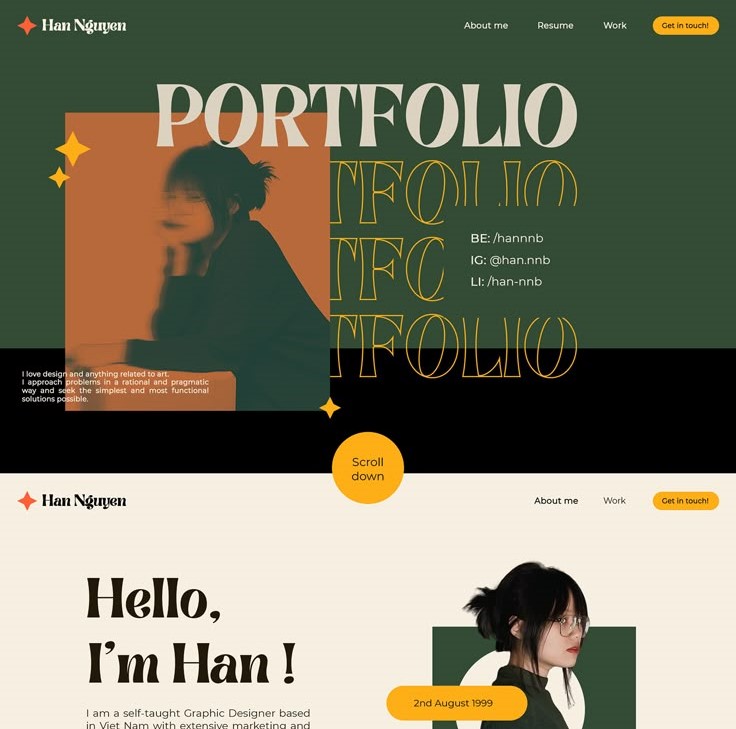 Han Nguyen
About me
Resume
Work
Get in touch!
PORTFOLIO
TFOLIO
BE: /hannnb
IG: @han.nnb
LI: /han-nnb
TFO
TFOLIO
I love design and anything related to art.
I approach problems in a rational and pragmatic
way and seek the simplest and most functional
solutions possible.
Scroll
down
Han Nguyen
About me
Work
Get in touch!
Hello,
I'm Han !
2nd August 1999
I am a self-taught Graphic Designer based
in Viet Nam with extensive marketing and